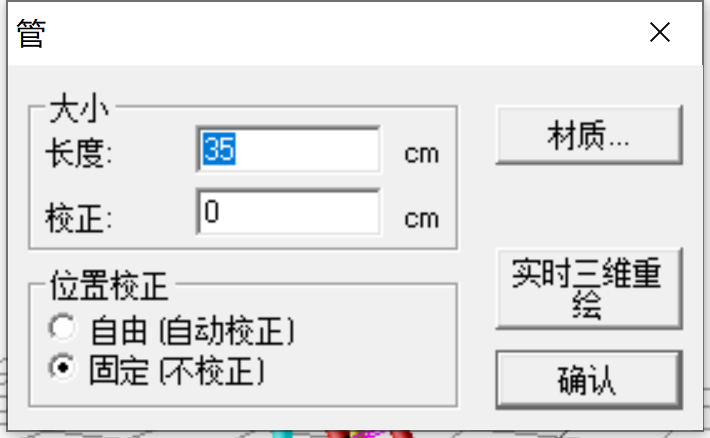 管
大小
长度: 35 cm
校正: 0 cm
材质...
位置校正
自由 (自动校正)
固定 (不校正)
实时三维重
绘
确认